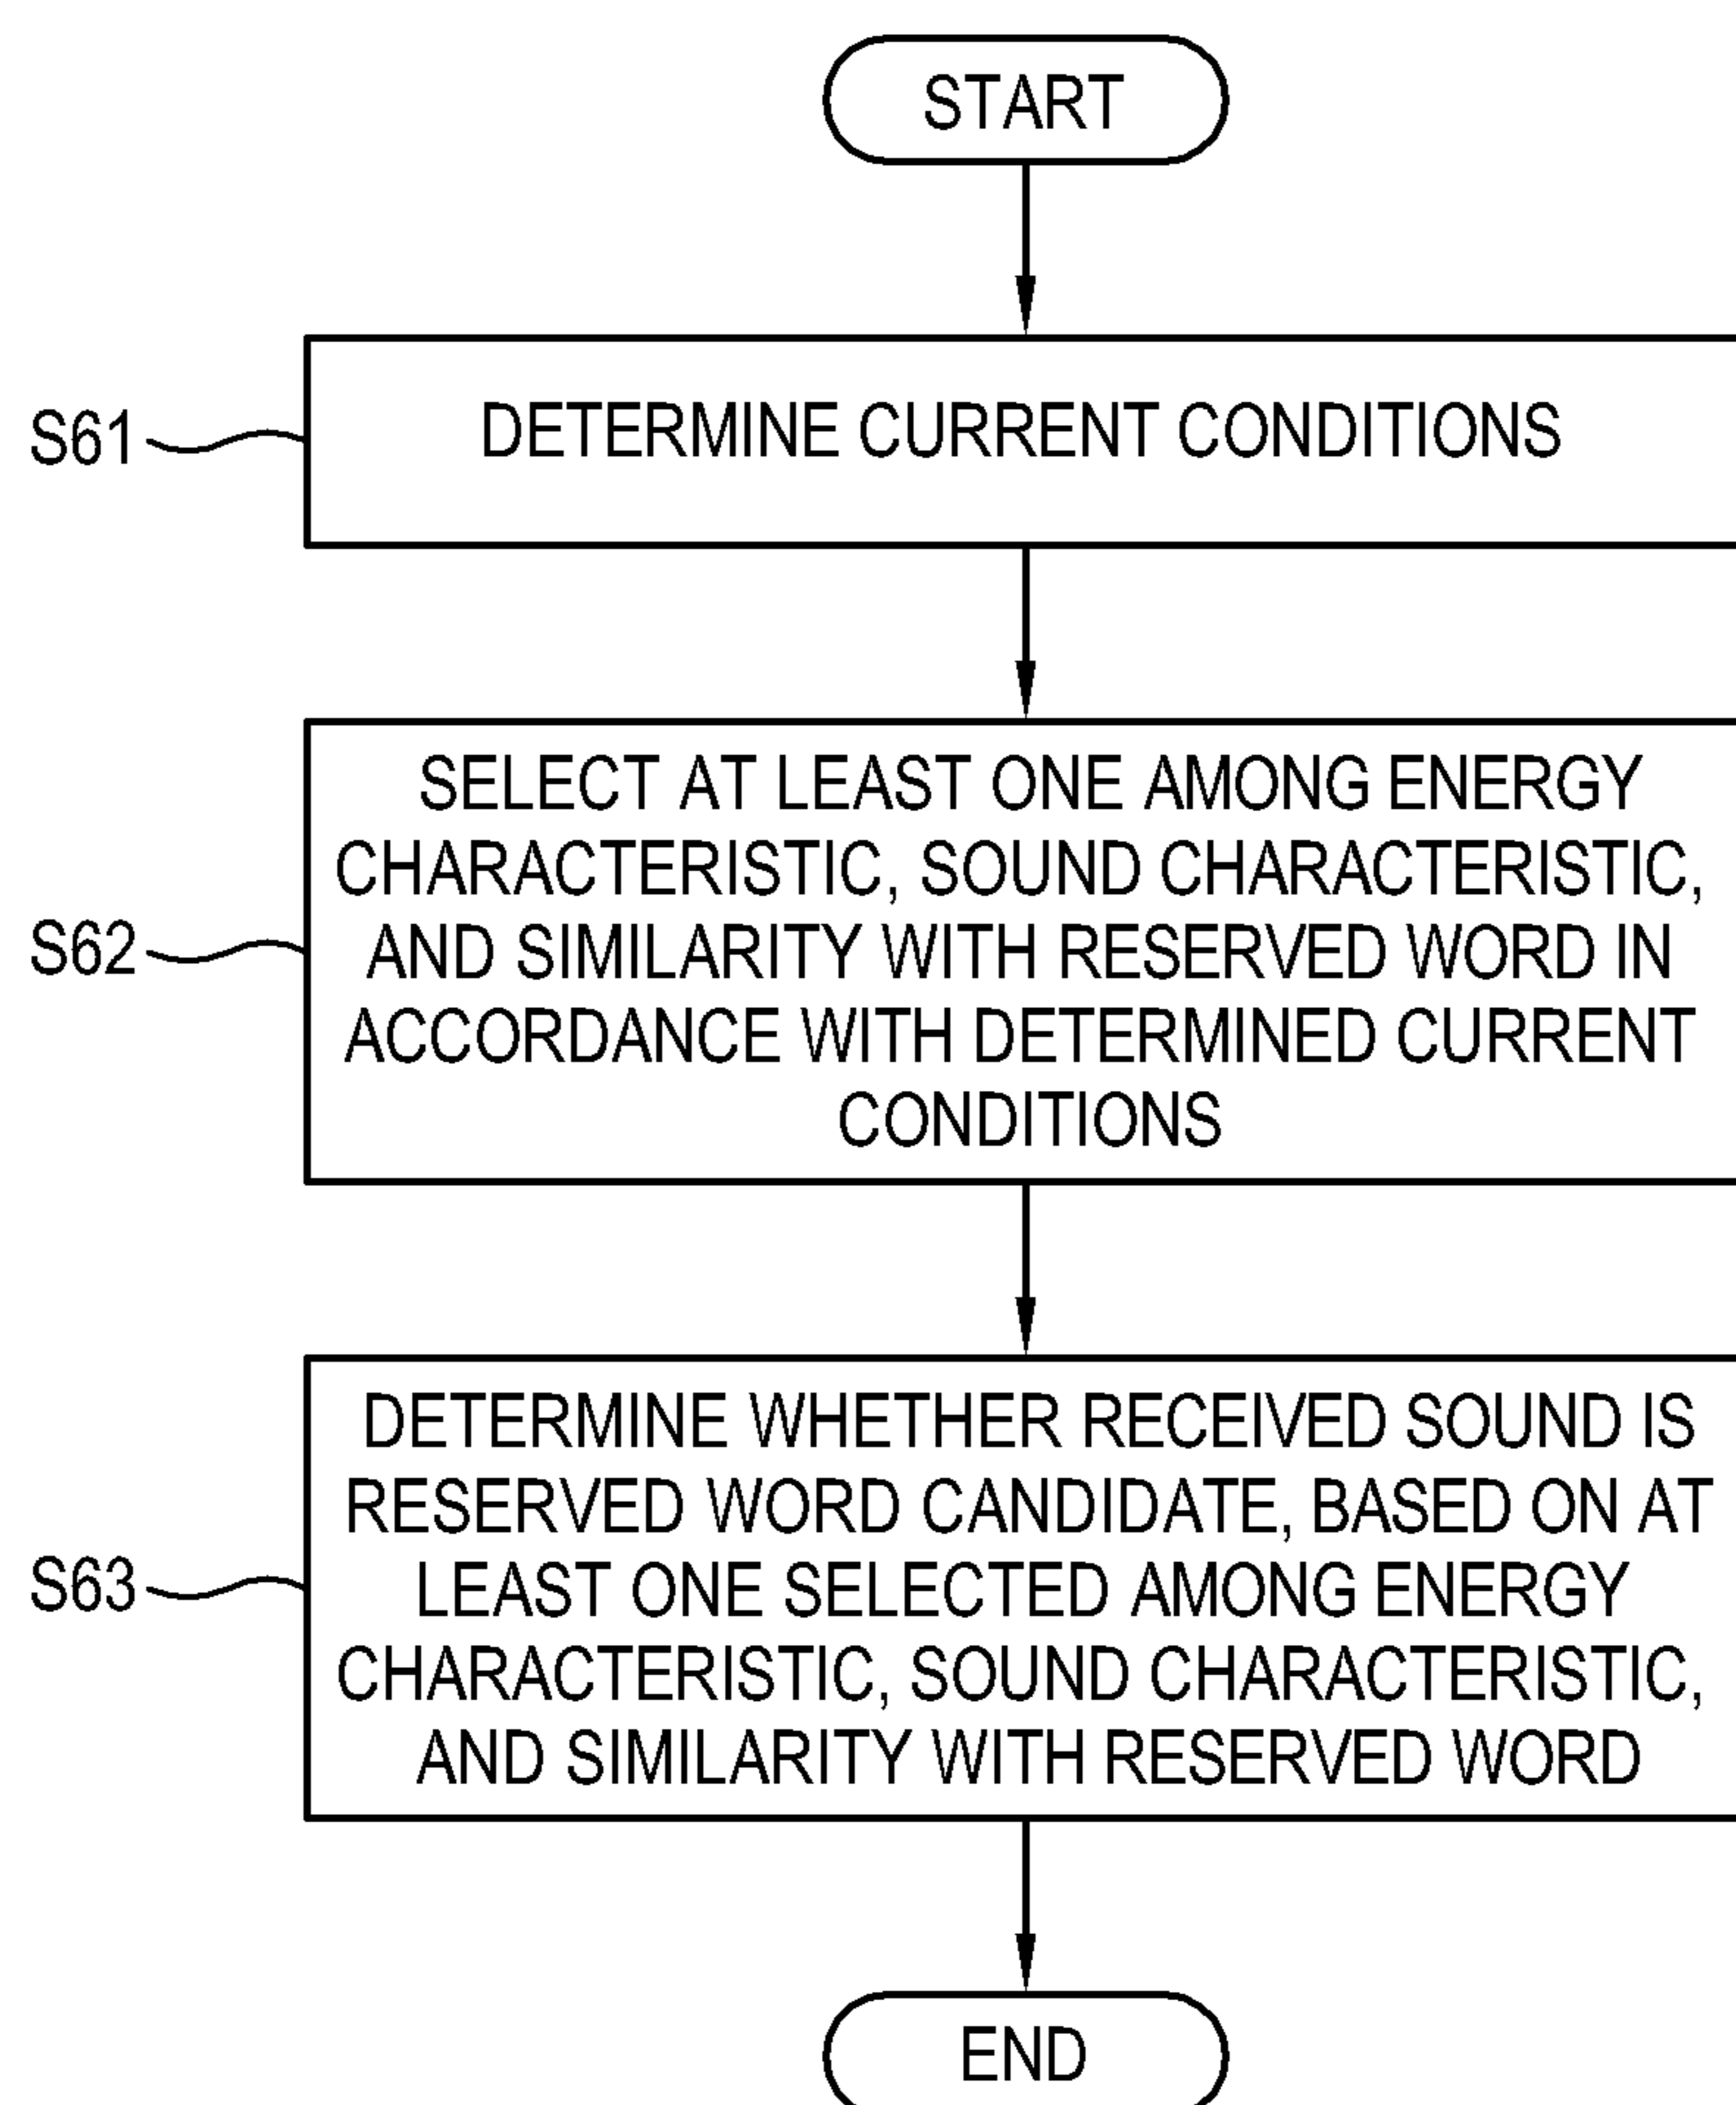 START
S61
DETERMINE CURRENT CONDITIONS
S62
SELECT AT LEAST ONE AMONG ENERGY
CHARACTERISTIC, SOUND CHARACTERISTIC,
AND SIMILARITY WITH RESERVED WORD IN
ACCORDANCE WITH DETERMINED CURRENT
CONDITIONS
S63
DETERMINE WHETHER RECEIVED SOUND IS
RESERVED WORD CANDIDATE, BASED ON AT
LEAST ONE SELECTED AMONG ENERGY
CHARACTERISTIC, SOUND CHARACTERISTIC,
AND SIMILARITY WITH RESERVED WORD
END